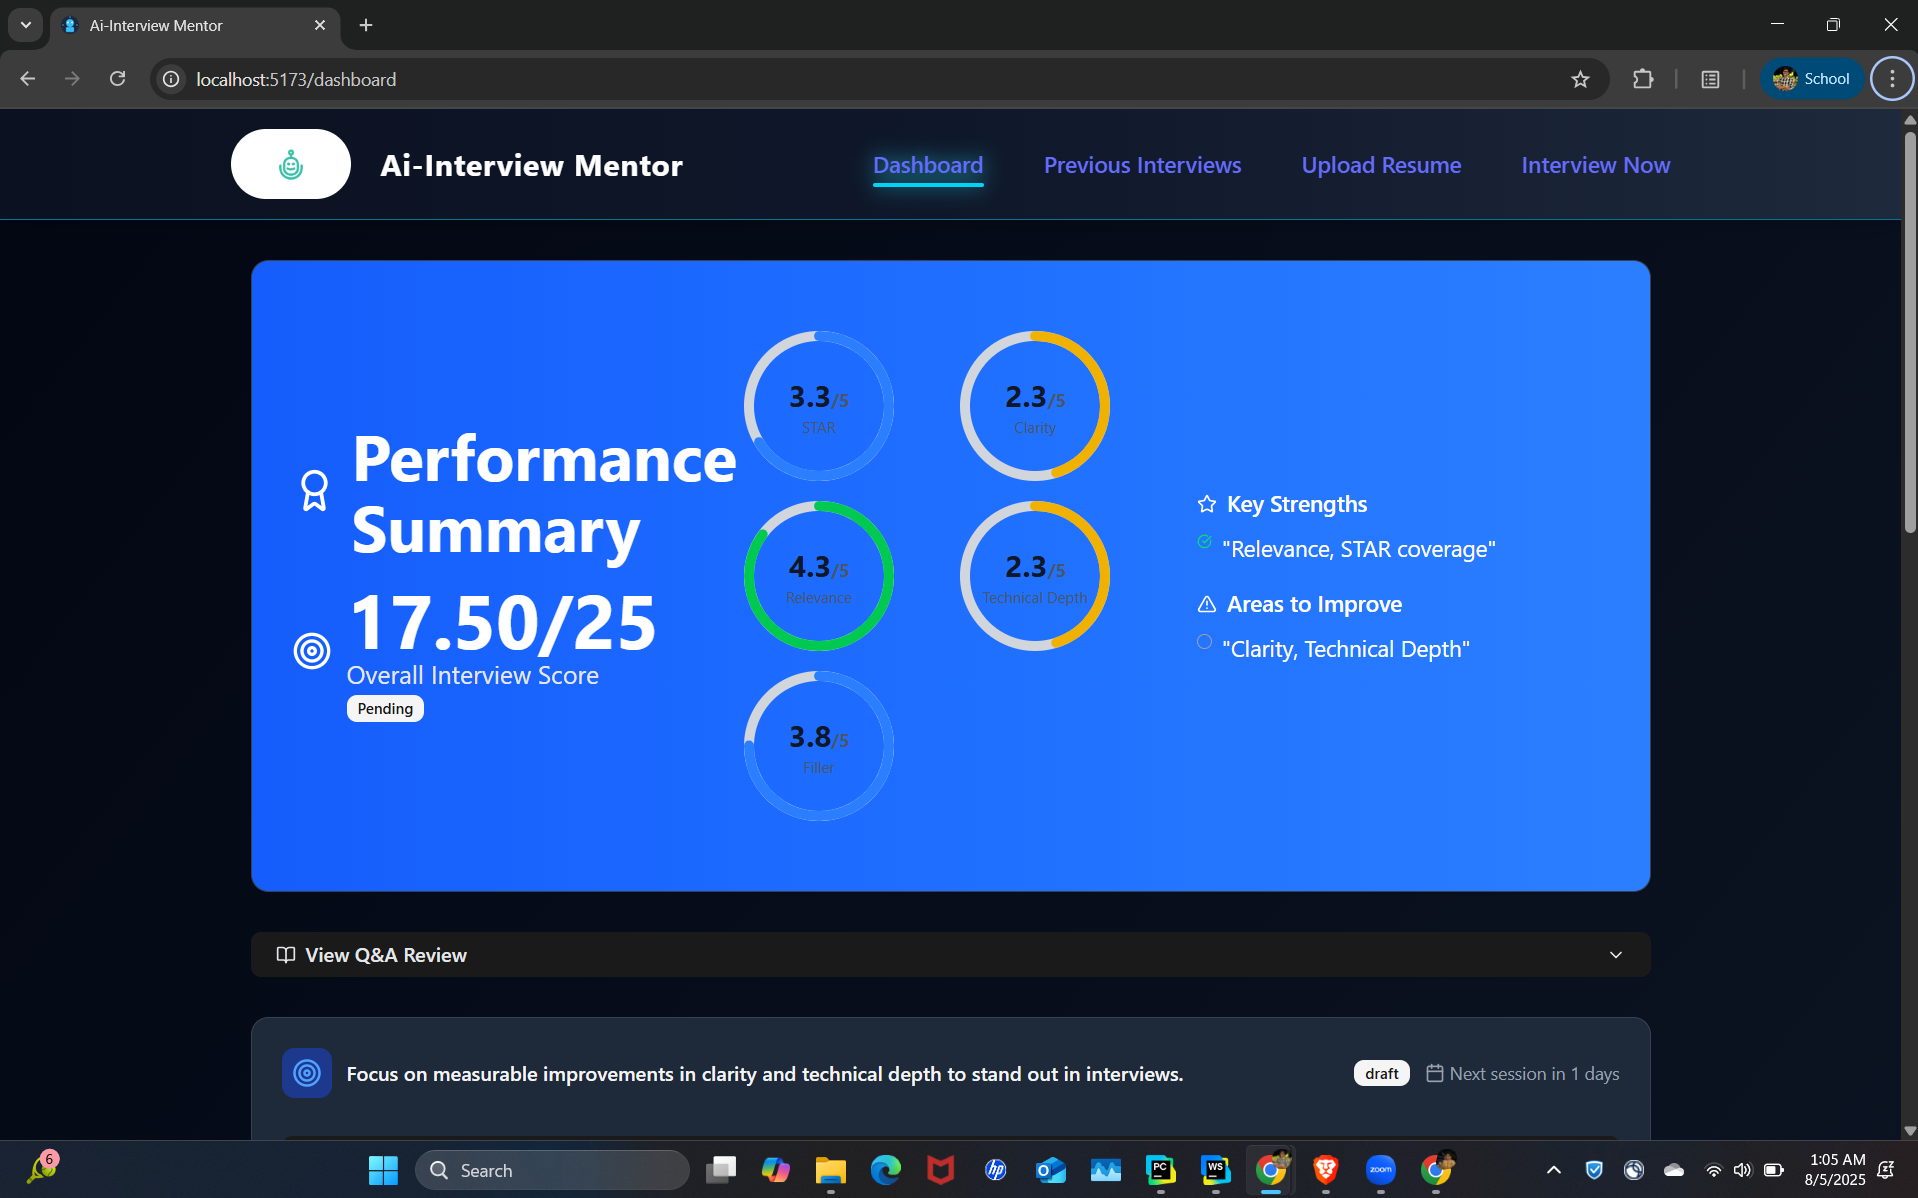 Ai-Interview Mentor
localhost:5173/dashboard
School
Ai-Interview Mentor
Dashboard
Previous Interviews
Upload Resume
Interview Now
Performance
Summary
17.50/25
Overall Interview Score
Pending
3.3/5
STAR
2.3/5
Clarity
4.3/5
Relevance
2.3/5
Technical Depth
3.8/5
Filler
Key Strengths
"Relevance, STAR coverage"
Areas to Improve
"Clarity, Technical Depth"
View Q&A Review
Focus on measurable improvements in clarity and technical depth to stand out in interviews.
draft
Next session in 1 days
6
Search
hp
PC
WS
zoom
1:05 AM
8/5/2025